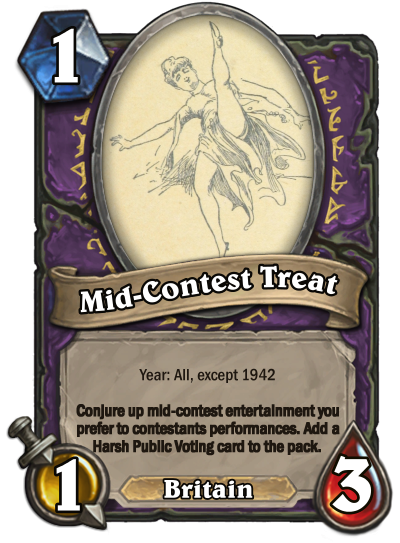 1
Mid-Contest Treat
Year: All, except 1942
Conjure up mid-contest entertainment you
prefer to contestants performances. Add a
Harsh Public Voting card to the pack.
1
Britain
3